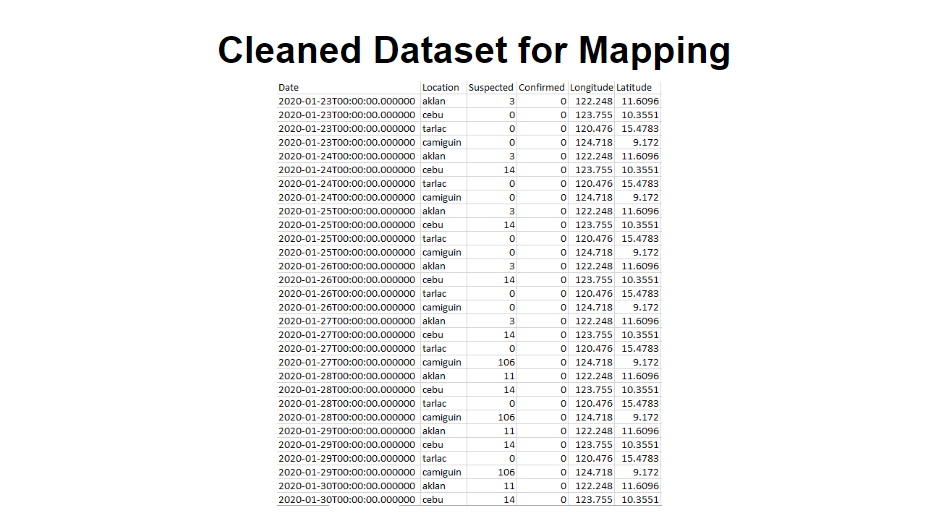 Cleaned Dataset for Mapping
Date Location Suspected Confirmed Longitude Latitude
2020-01-23T00:00:00.000000 aklan 3 0 122.248 11.6096
2020-01-23T00:00:00.000000 cebu 0 0 123.755 10.3551
2020-01-23T00:00:00.000000 tarlac 0 0 120.476 15.4783
2020-01-23T00:00:00.000000 camiguin 0 0 124.718 9.172
2020-01-24T00:00:00.000000 aklan 3 0 122.248 11.6096
2020-01-24T00:00:00.000000 cebu 14 0 123.755 10.3551
2020-01-24T00:00:00.000000 tarlac 0 0 120.476 15.4783
2020-01-24T00:00:00.000000 camiguin 0 0 124.718 9.172
2020-01-25T00:00:00.000000 aklan 3 0 122.248 11.6096
2020-01-25T00:00:00.000000 cebu 14 0 123.755 10.3551
2020-01-25T00:00:00.000000 tarlac 0 0 120.476 15.4783
2020-01-25T00:00:00.000000 camiguin 0 0 124.718 9.172
2020-01-26T00:00:00.000000 aklan 3 0 122.248 11.6096
2020-01-26T00:00:00.000000 cebu 14 0 123.755 10.3551
2020-01-26T00:00:00.000000 tarlac 0 0 120.476 15.4783
2020-01-26T00:00:00.000000 camiguin 0 0 124.718 9.172
2020-01-27T00:00:00.000000 aklan 3 0 122.248 11.6096
2020-01-27T00:00:00.000000 cebu 14 0 123.755 10.3551
2020-01-27T00:00:00.000000 tarlac 0 0 120.476 15.4783
2020-01-27T00:00:00.000000 camiguin 106 0 124.718 9.172
2020-01-28T00:00:00.000000 aklan 11 0 122.248 11.6096
2020-01-28T00:00:00.000000 cebu 14 0 123.755 10.3551
2020-01-28T00:00:00.000000 tarlac 0 0 120.476 15.4783
2020-01-28T00:00:00.000000 camiguin 106 0 124.718 9.172
2020-01-29T00:00:00.000000 aklan 11 0 122.248 11.6096
2020-01-29T00:00:00.000000 cebu 14 0 123.755 10.3551
2020-01-29T00:00:00.000000 tarlac 0 0 120.476 15.4783
2020-01-29T00:00:00.000000 camiguin 106 0 124.718 9.172
2020-01-30T00:00:00.000000 aklan 11 0 122.248 11.6096
2020-01-30T00:00:00.000000 cebu 14 0 123.755 10.3551